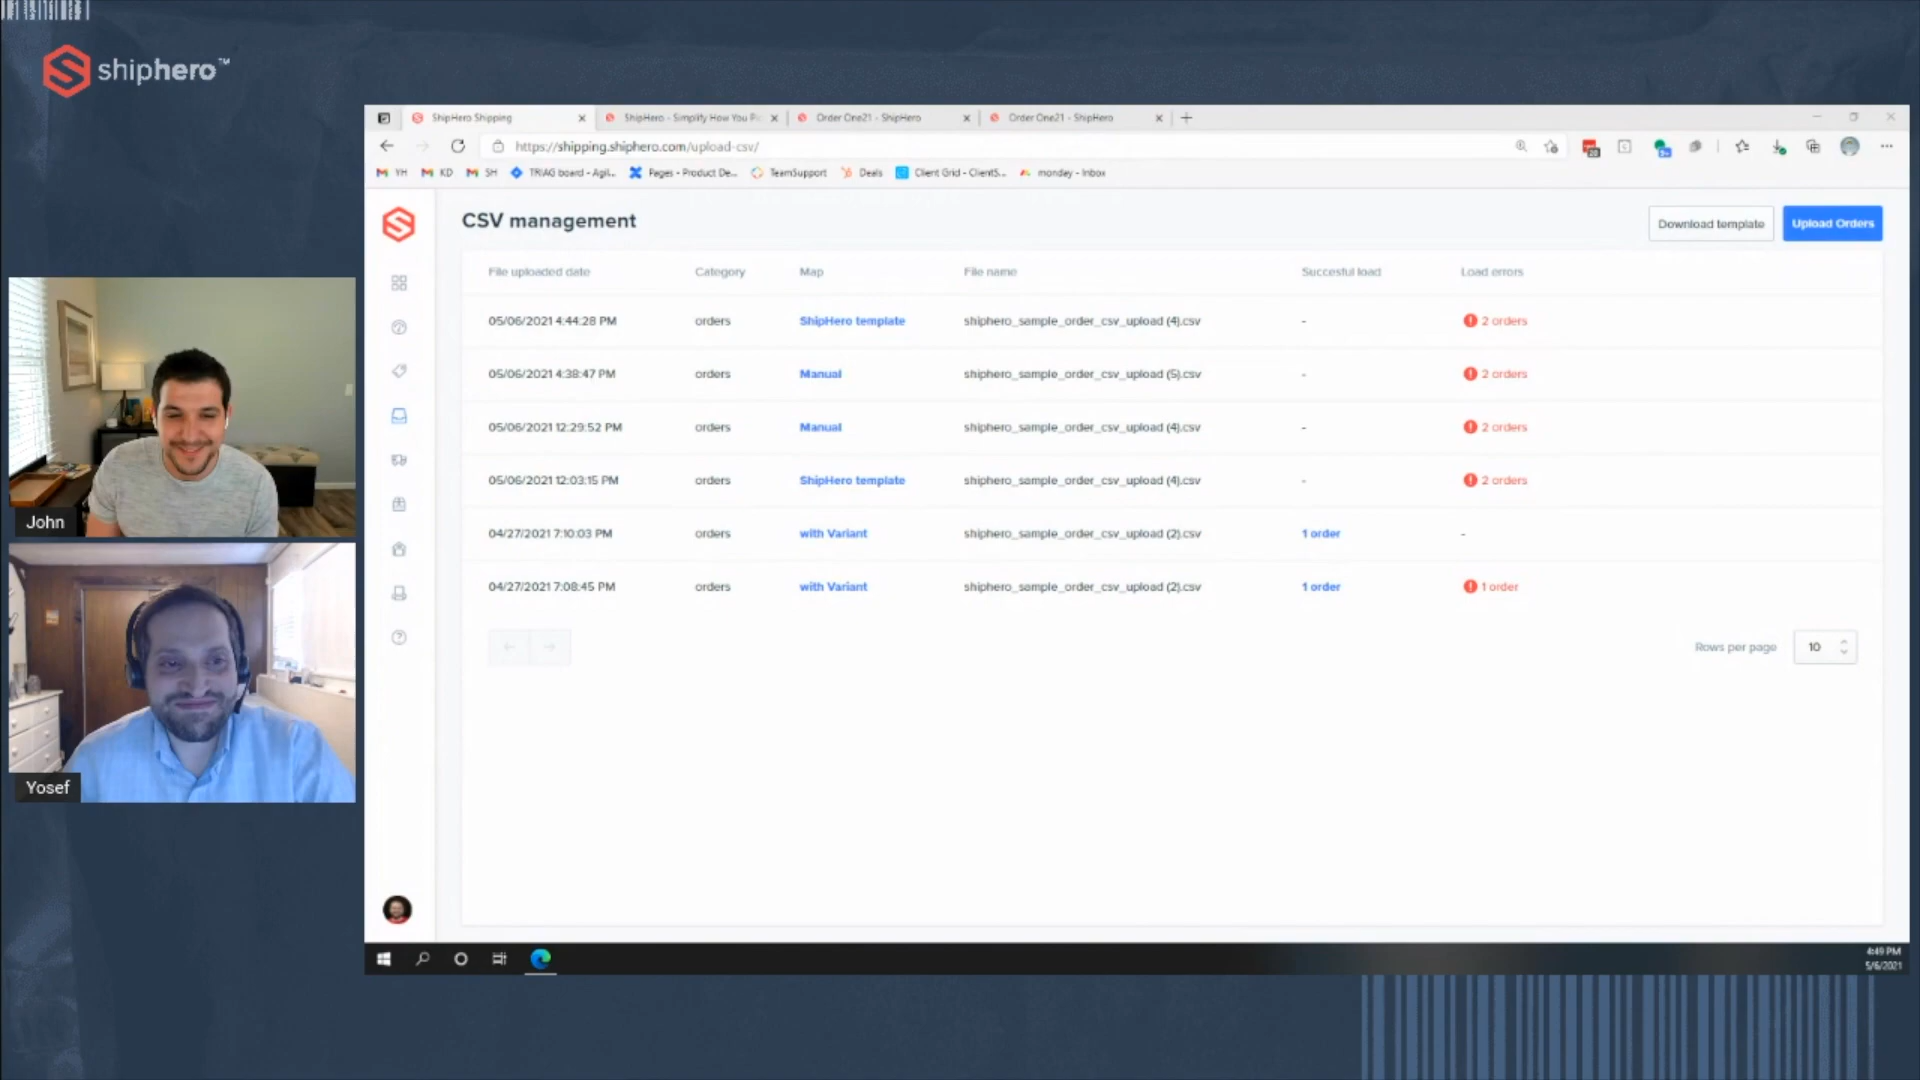 shiphero™
ShipHero Shipping
ShipHero - Simplify How You Pi
Order One21 - ShipHero
Order One21 - ShipHero
https://shipping.shiphero.com/upload-csv/
YH
KD
SH
TRIAG board - Agil...
Pages - Product De...
TeamSupport
Deals
Client Grid - ClientS...
monday - Inbox
CSV management
Download template
Upload Orders
File uploaded date Category Map File name Succesful load Load errors
05/06/2021 4:44:28 PM orders ShipHero template shiphero_sample_order_csv_upload (4).csv - 2 orders
05/06/2021 4:38:47 PM orders Manual shiphero_sample_order_csv_upload (5).csv - 2 orders
05/06/2021 12:29:52 PM orders Manual shiphero_sample_order_csv_upload (4).csv - 2 orders
05/06/2021 12:03:15 PM orders ShipHero template shiphero_sample_order_csv_upload (4).csv - 2 orders
04/27/2021 7:10:03 PM orders with Variant shiphero_sample_order_csv_upload (2).csv 1 order -
04/27/2021 7:08:45 PM orders with Variant shiphero_sample_order_csv_upload (2).csv 1 order 1 order
Rows per page 10
John
Yosef
4:49 PM
5/6/2021